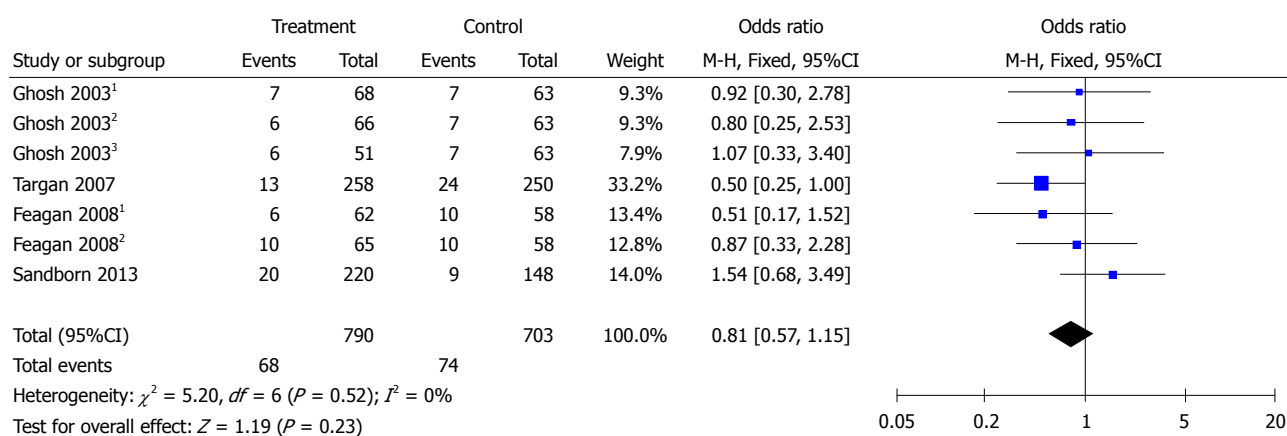 Treatment Control Odds ratio Odds ratio
Study or subgroup Events Total Events Total Weight M-H, Fixed, 95%CI M-H, Fixed, 95%CI
Ghosh 2003¹ 7 68 7 63 9.3% 0.92 [0.30, 2.78]
Ghosh 2003² 6 66 7 63 9.3% 0.80 [0.25, 2.53]
Ghosh 2003³ 6 51 7 63 7.9% 1.07 [0.33, 3.40]
Targan 2007 13 258 24 250 33.2% 0.50 [0.25, 1.00]
Feagan 2008¹ 6 62 10 58 13.4% 0.51 [0.17, 1.52]
Feagan 2008² 10 65 10 58 12.8% 0.87 [0.33, 2.28]
Sandborn 2013 20 220 9 148 14.0% 1.54 [0.68, 3.49]
Total (95%CI) 790 703 100.0% 0.81 [0.57, 1.15]
Total events 68 74
Heterogeneity: χ² = 5.20, df = 6 (P = 0.52); I² = 0%
Test for overall effect: Z = 1.19 (P = 0.23)
0.05 0.2 1 5 20